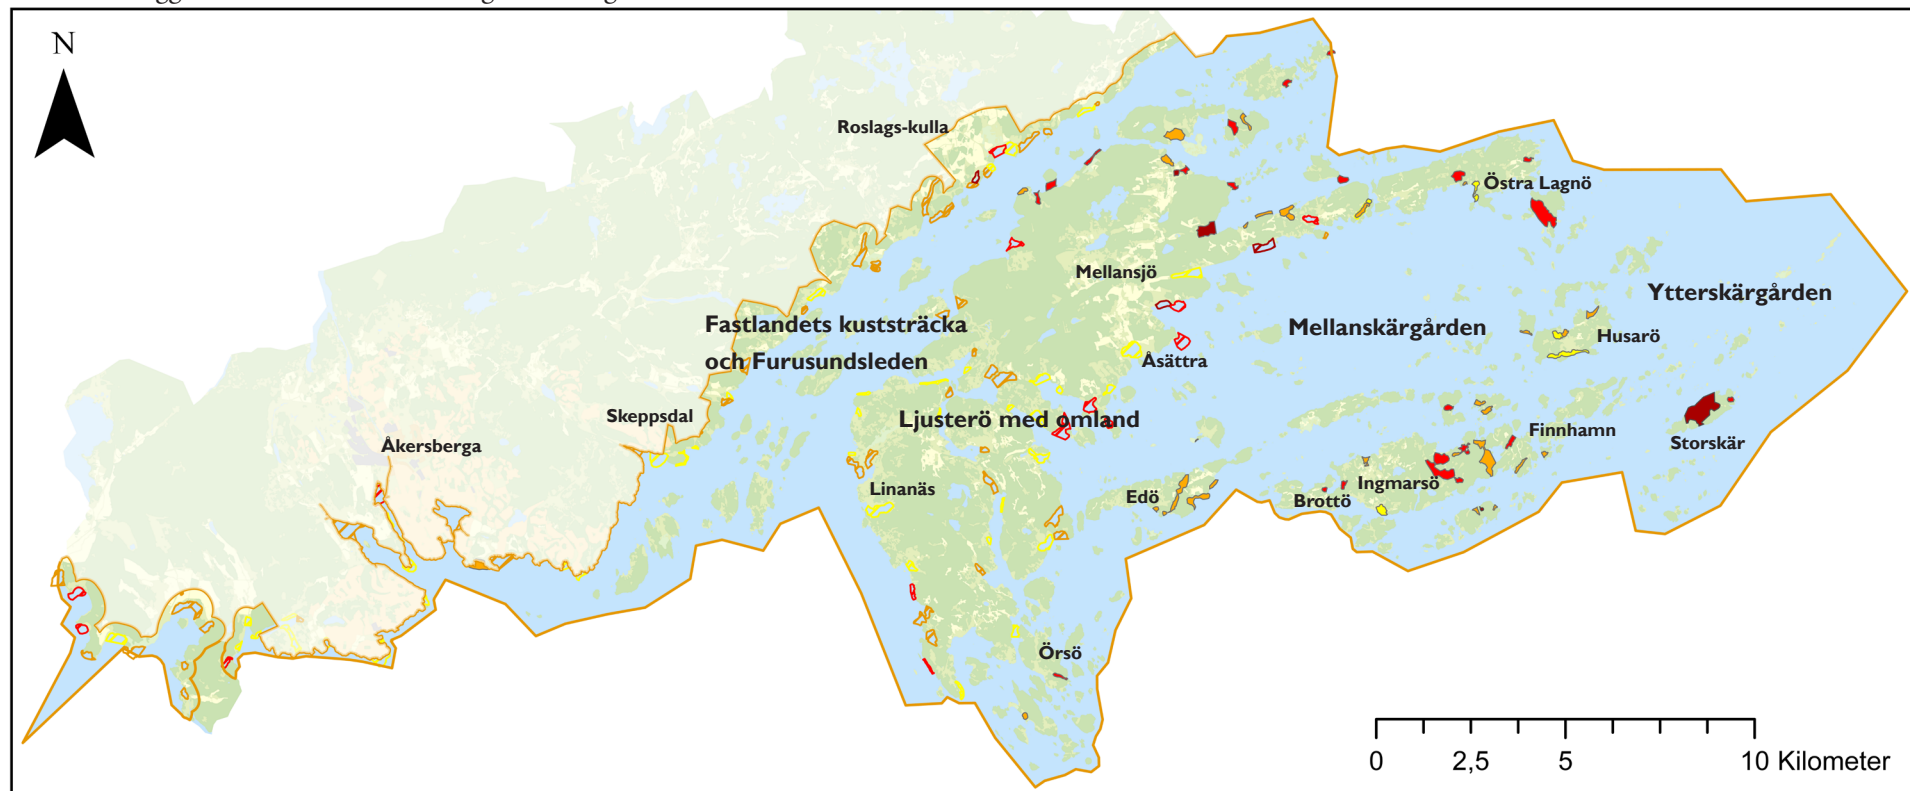 N
Roslags-kulla
Östra Lagnö
Mellansjö
Ytterskärgården
Fastlandets kuststräcka
och Furusundsleden
Mellanskärgården
Husarö
Åsättra
Skeppsdal
Ljusterö med omland
Åkersberga
Finnhamn
Storskär
Linanäs
Edö
Ingmarsö
Brottö
Örsö
0 2,5 5 10 Kilometer